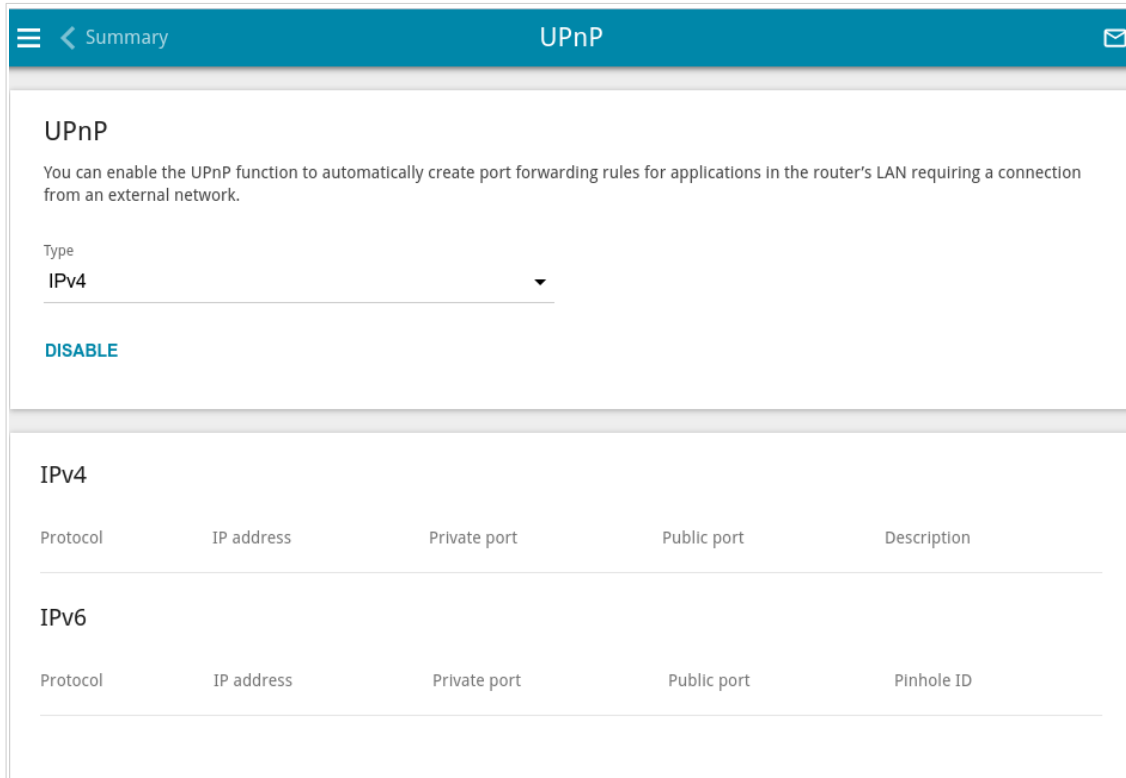 Summary
UPnP
UPnP
You can enable the UPnP function to automatically create port forwarding rules for applications in the router’s LAN requiring a connection
from an external network.
Type
IPv4
DISABLE
IPv4
Protocol IP address Private port Public port Description
IPv6
Protocol IP address Private port Public port Pinhole ID